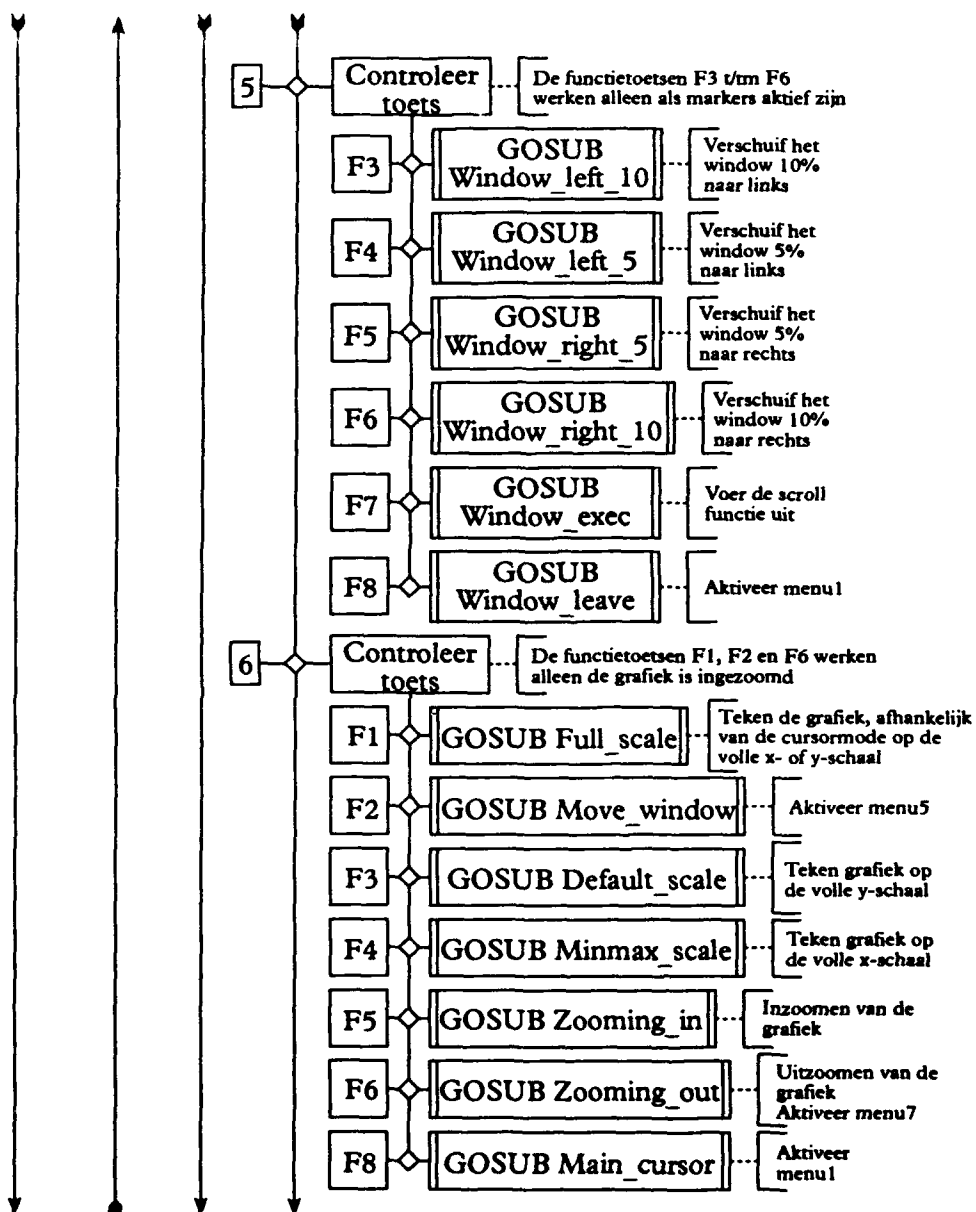 5
Controleer
toets
De functietoetsen F3 t/tm F6
werken alleen als markers aktief zijn
F3
GOSUB
Window_left_10
Verschuif het
window 10%
naar links
F4
GOSUB
Window_left_5
Verschuif het
window 5%
naar links
F5
GOSUB
Window_right_5
Verschuif het
window 5%
naar rechts
F6
GOSUB
Window_right_10
Verschuif het
window 10%
naar rechts
F7
GOSUB
Window_exec
Voer de scroll
functie uit
F8
GOSUB
Window_leave
Aktiveer menu1
6
Controleer
toets
De functietoetsen F1, F2 en F6 werken
alleen de grafiek is ingezoomd
F1
GOSUB Full_scale
Teken de grafiek, afhankelijk
van de cursormode op de
volle x- of y-schaal
F2
GOSUB Move_window
Aktiveer menu5
F3
GOSUB Default_scale
Teken grafiek op
de volle y-schaal
F4
GOSUB Minmax_scale
Teken grafiek op
de volle x-schaal
F5
GOSUB Zooming_in
Inzoomen van de
grafiek
F6
GOSUB Zooming_out
Uitzoomen van de
grafiek
Aktiveer menu7
F8
GOSUB Main_cursor
Aktiveer
menu1